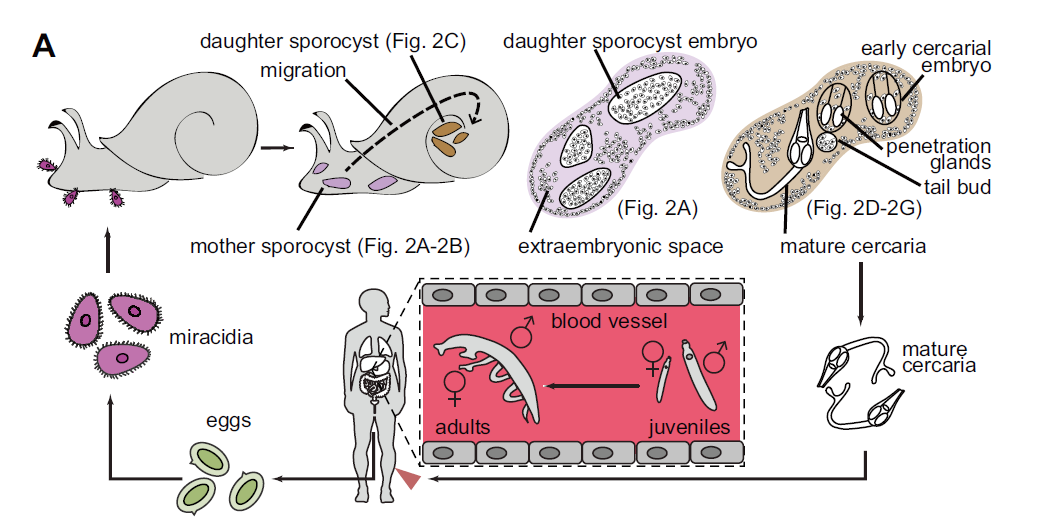 A
daughter sporocyst (Fig. 2C)
migration
mother sporocyst (Fig. 2A-2B)
daughter sporocyst embryo
(Fig. 2A)
extraembryonic space
early cercarial
embryo
penetration
glands
tail bud
(Fig. 2D-2G)
mature cercaria
miracidia
eggs
blood vessel
♂
♀
♀
♂
adults
juveniles
mature
cercaria